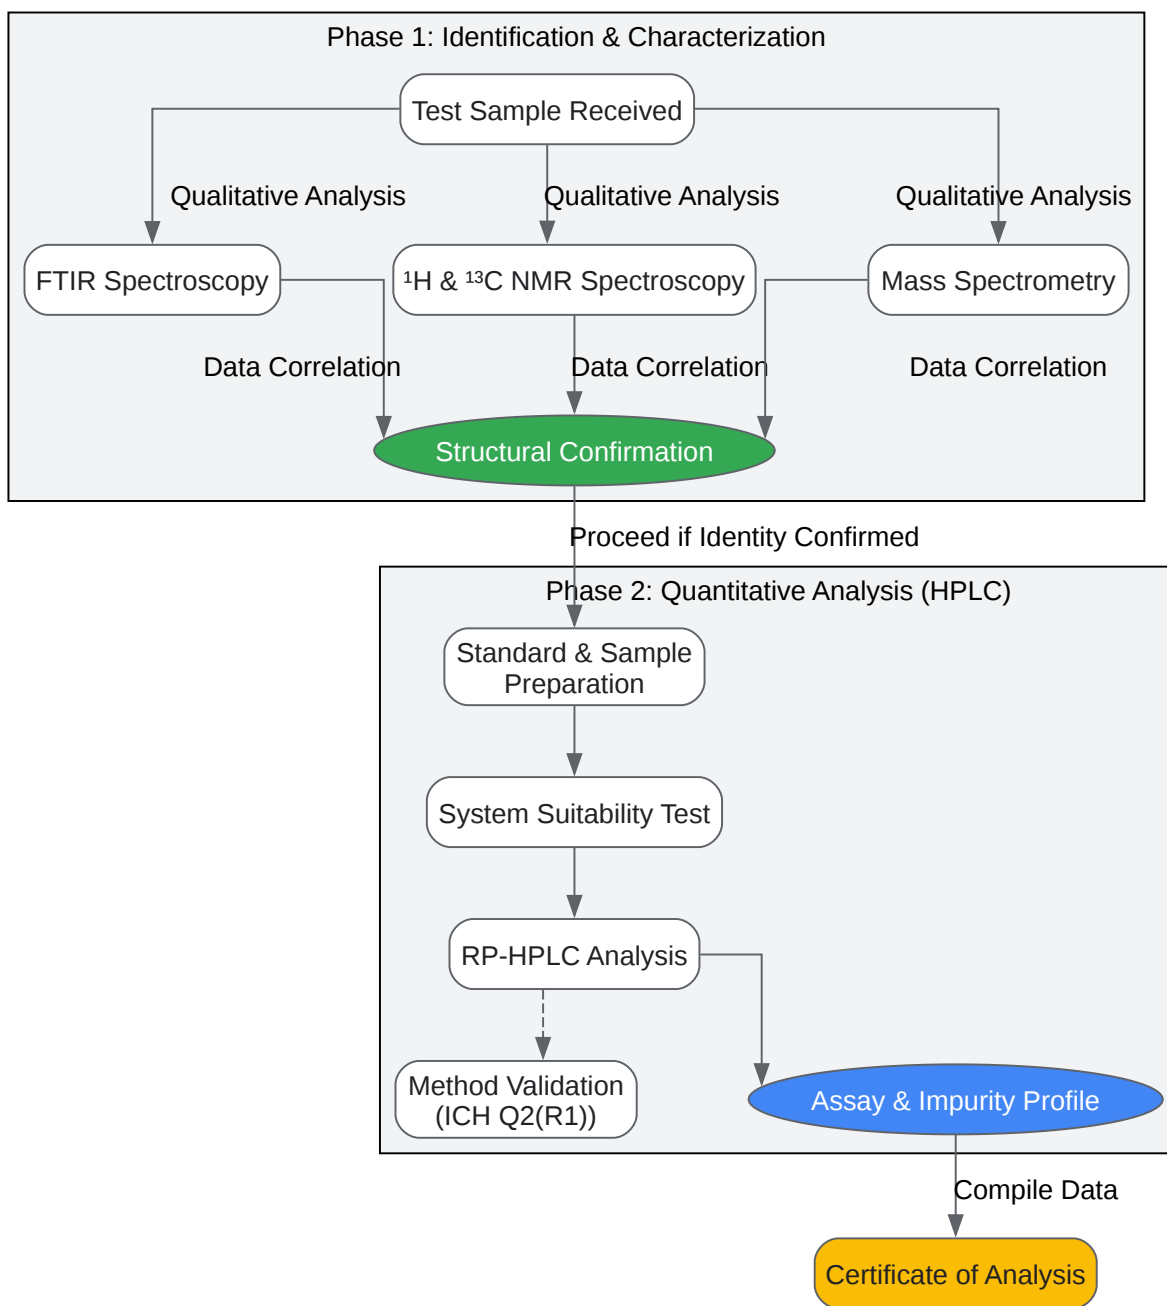 Phase 1: Identification & Characterization
Test Sample Received
Qualitative Analysis
Qualitative Analysis
Qualitative Analysis
FTIR Spectroscopy
¹H & ¹³C NMR Spectroscopy
Mass Spectrometry
Data Correlation
Data Correlation
Data Correlation
Structural Confirmation
Proceed if Identity Confirmed
Phase 2: Quantitative Analysis (HPLC)
Standard & Sample
Preparation
System Suitability Test
RP-HPLC Analysis
Method Validation
(ICH Q2(R1))
Assay & Impurity Profile
Compile Data
Certificate of Analysis